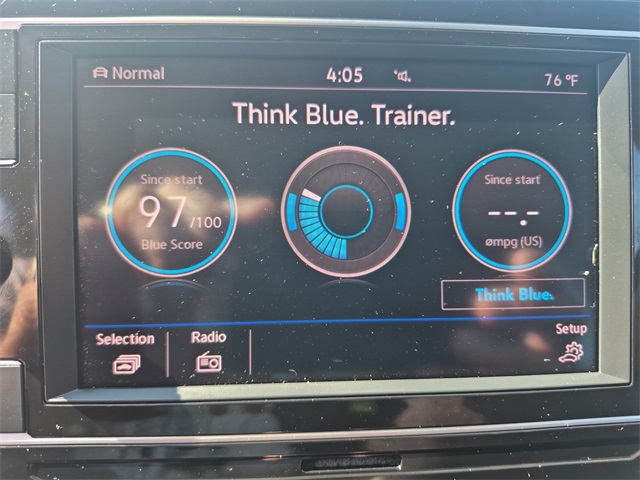 Normal
4:05
76 °F
Think Blue. Trainer.
Since start
97/100
Blue Score
Since start
--.-
ømpg (US)
Think Blue.
Selection
Radio
Setup